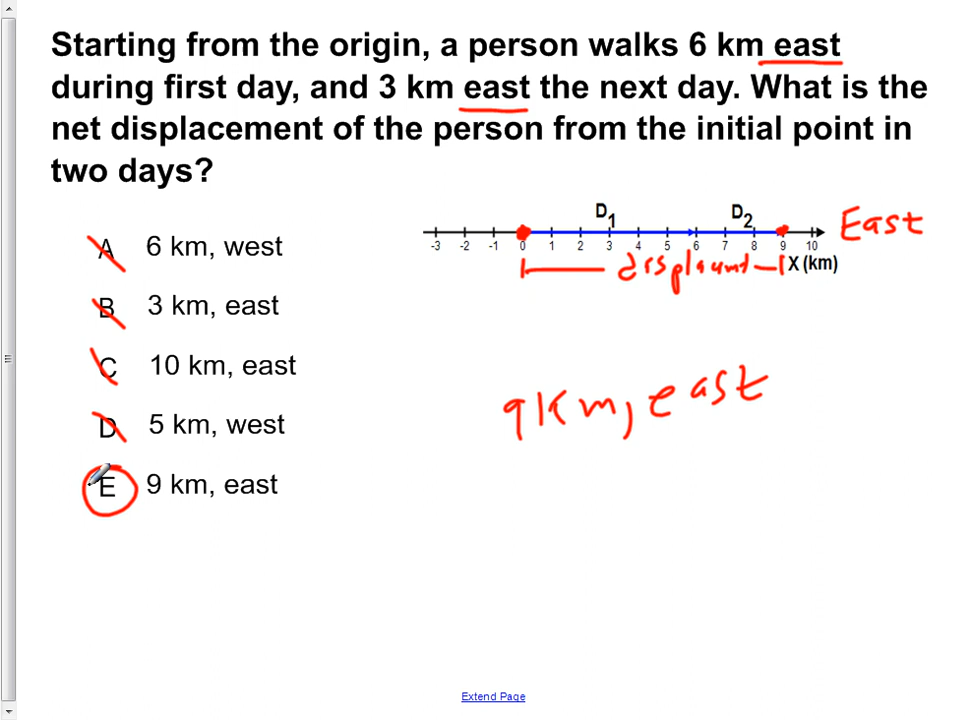 Starting from the origin, a person walks 6 km east
during first day, and 3 km east the next day. What is the
net displacement of the person from the initial point in
two days?
D1 D2
East
-3 -2 -1 0 1 2 3 4 5 6 7 8 9 10
X (km)
A 6 km, west
B 3 km, east
C 10 km, east
D 5 km, west
9km, east
E 9 km, east
Extend Page